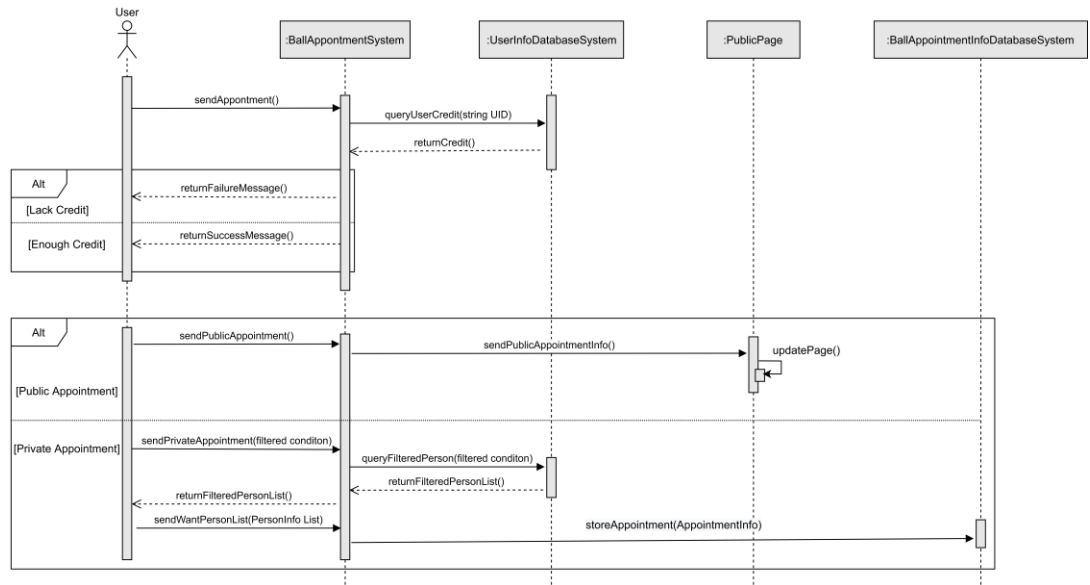 User
:BallAppontmentSystem
:UserInfoDatabaseSystem
:PublicPage
:BallAppointmentInfoDatabaseSystem
sendAppontment()
queryUserCredit(string UID)
returnCredit()
Alt
returnFailureMessage()
[Lack Credit]
returnSuccessMessage()
[Enough Credit]
Alt
sendPublicAppointment()
sendPublicAppointmentInfo()
updatePage()
[Public Appointment]
[Private Appointment]
sendPrivateAppointment(filtered conditon)
queryFilteredPerson(filtered conditon)
returnFilteredPersonList()
returnFilteredPersonList()
sendWantPersonList(PersonInfo List)
storeAppointment(AppointmentInfo)